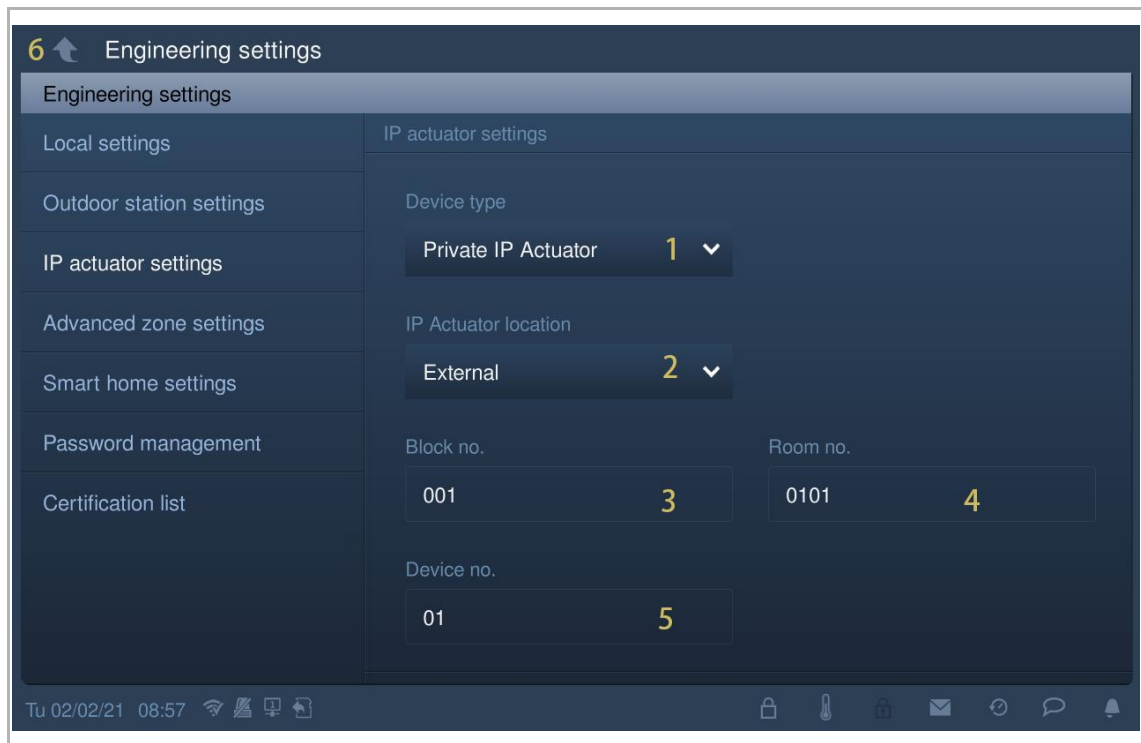 6 Engineering settings
Engineering settings
Local settings
Outdoor station settings
IP actuator settings
Advanced zone settings
Smart home settings
Password management
Certification list
IP actuator settings
Device type
Private IP Actuator 1
IP Actuator location
External 2
Block no. Room no.
001 3 0101 4
Device no.
01 5
Tu 02/02/21 08:57